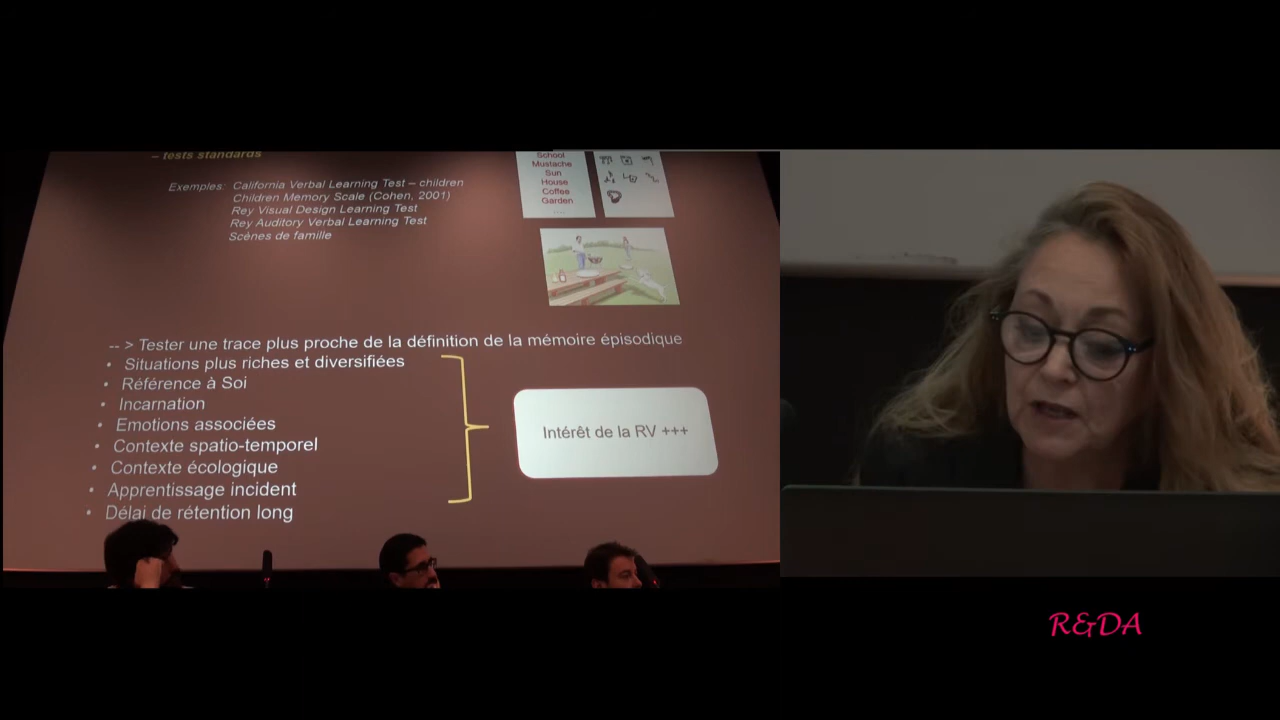 – tests standards
Exemples: California Verbal Learning Test – children
Children Memory Scale (Cohen, 2001)
Rey Visual Design Learning Test
Rey Auditory Verbal Learning Test
Scènes de famille
School
Mustache
Sun
House
Coffee
Garden
....
-- > Tester une trace plus proche de la définition de la mémoire épisodique
• Situations plus riches et diversifiées
• Référence à Soi
• Incarnation
• Emotions associées
• Contexte spatio-temporel
• Contexte écologique
• Apprentissage incident
• Délai de rétention long
Intérêt de la RV +++
R&DA